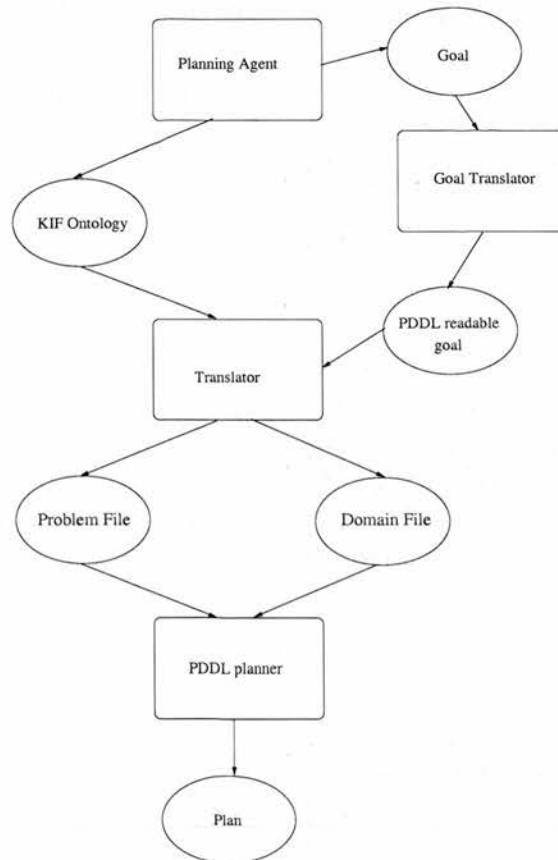 Goal
Planning Agent
Goal Translator
KIF Ontology
PDDL readable
goal
Translator
Problem File
Domain File
PDDL planner
Plan